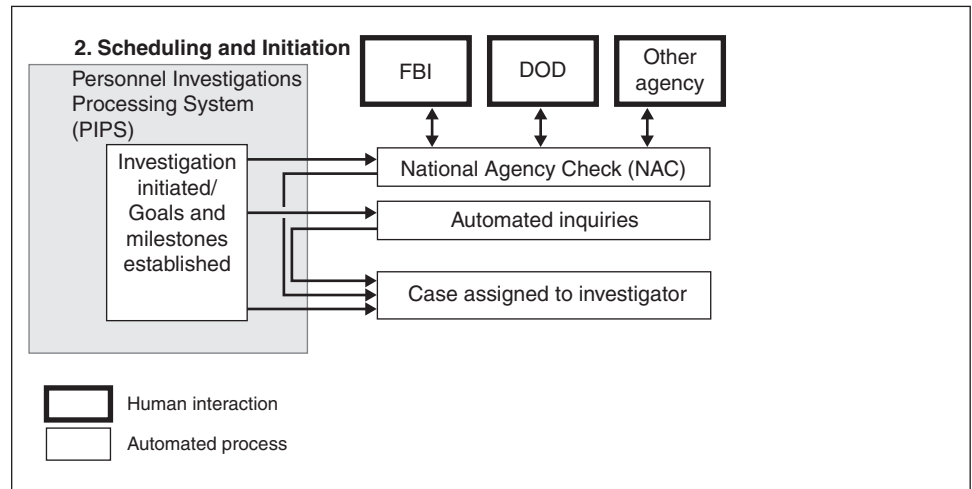 2. Scheduling and Initiation
Personnel Investigations
Processing System
(PIPS)
Investigation
initiated/
Goals and
milestones
established
FBI
DOD
Other
agency
National Agency Check (NAC)
Automated inquiries
Case assigned to investigator
Human interaction
Automated process